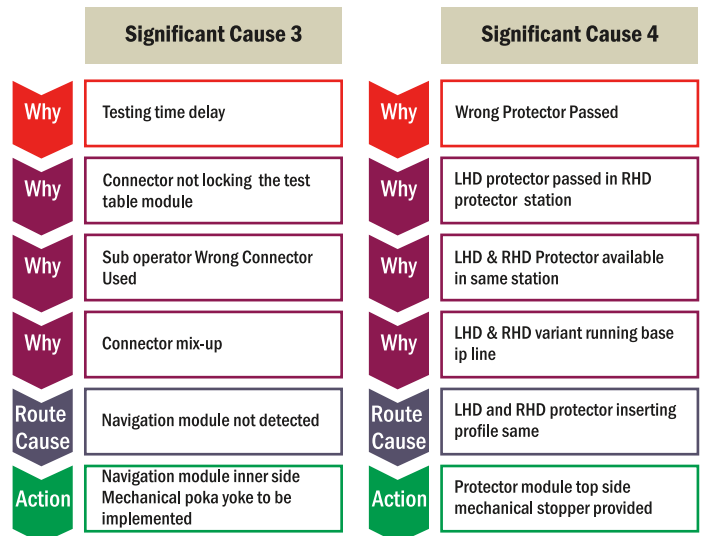 Significant Cause 3
Why
Testing time delay
Why
Connector not locking the test
table module
Why
Sub operator Wrong Connector
Used
Why
Connector mix-up
Route
Cause
Navigation module not detected
Action
Navigation module inner side
Mechanical poka yoke to be
implemented
Significant Cause 4
Why
Wrong Protector Passed
Why
LHD protector passed in RHD
protector station
Why
LHD & RHD Protector available
in same station
Why
LHD & RHD variant running base
ip line
Route
Cause
LHD and RHD protector inserting
profile same
Action
Protector module top side
mechanical stopper provided